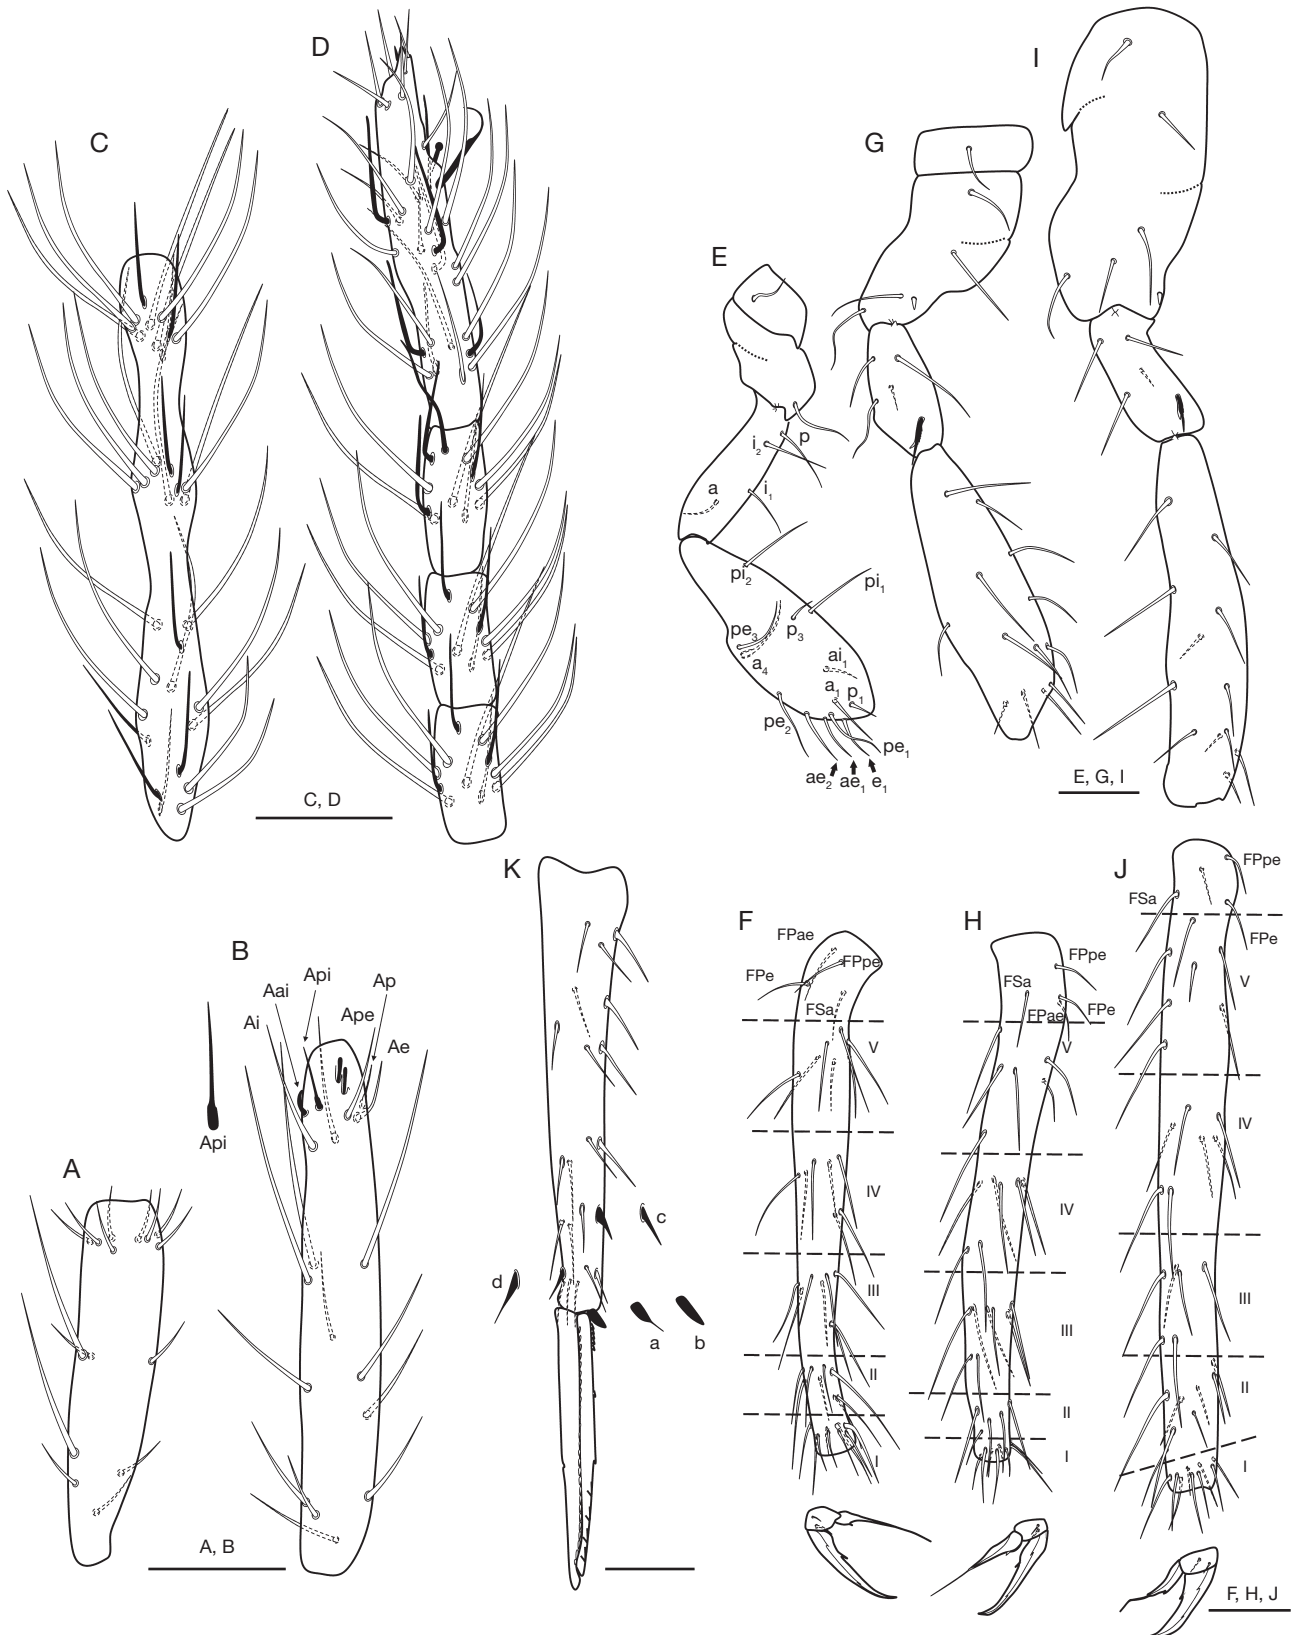 D
I
C
G
E
p
i2
a
i1
pi2
pi1
pe3
p3
a4
ai1
a1 p1
pe2
pe1
ae2 ae1 e1
C, D
E, G, I
K
J
FPpe
FSa
F
H
B
FPae
FPe
FPpe
FPe
Api
Ap
Aai
Ape
Ai
Ae
FSa
FSa
FPpe
FPae
FPe
V
V
V
Api
A
IV
IV
IV
c
d
III
III
III
a
b
II
II
II
I
I
I
A, B
F, H, J